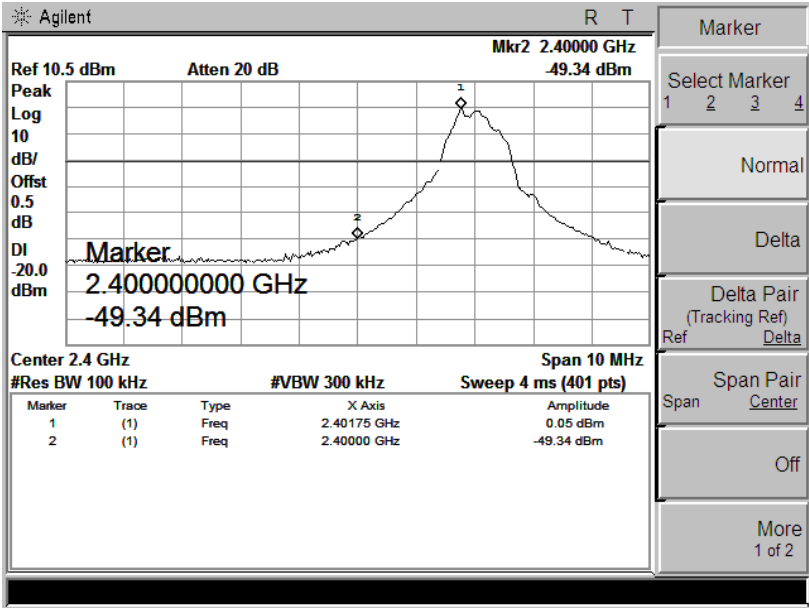 Agilent R T
Mkr2 2.40000 GHz
Ref 10.5 dBm Atten 20 dB -49.34 dBm
Peak
Log
10
dB/
Offst
0.5
dB
DI
-20.0
dBm
1
2
Marker
2.400000000 GHz
-49.34 dBm
Center 2.4 GHz Span 10 MHz
#Res BW 100 kHz #VBW 300 kHz Sweep 4 ms (401 pts)
Marker Trace Type X Axis Amplitude
1 (1) Freq 2.40175 GHz 0.05 dBm
2 (1) Freq 2.40000 GHz -49.34 dBm
Marker
Select Marker
1 2 3 4
Normal
Delta
Delta Pair
(Tracking Ref)
Ref Delta
Span Pair
Span Center
Off
More
1 of 2